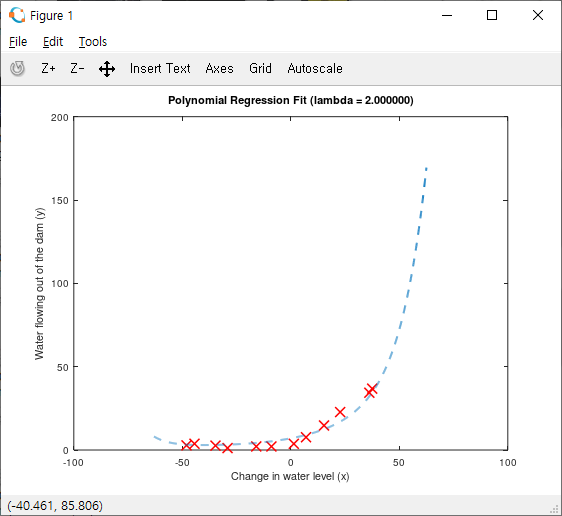 Figure 1
File Edit Tools
Z+ Z- Insert Text Axes Grid Autoscale
Polynomial Regression Fit (lambda = 2.000000)
200
150
100
50
0
Water flowing out of the dam (y)
-100 -50 0 50 100
Change in water level (x)
(-40.461, 85.806)